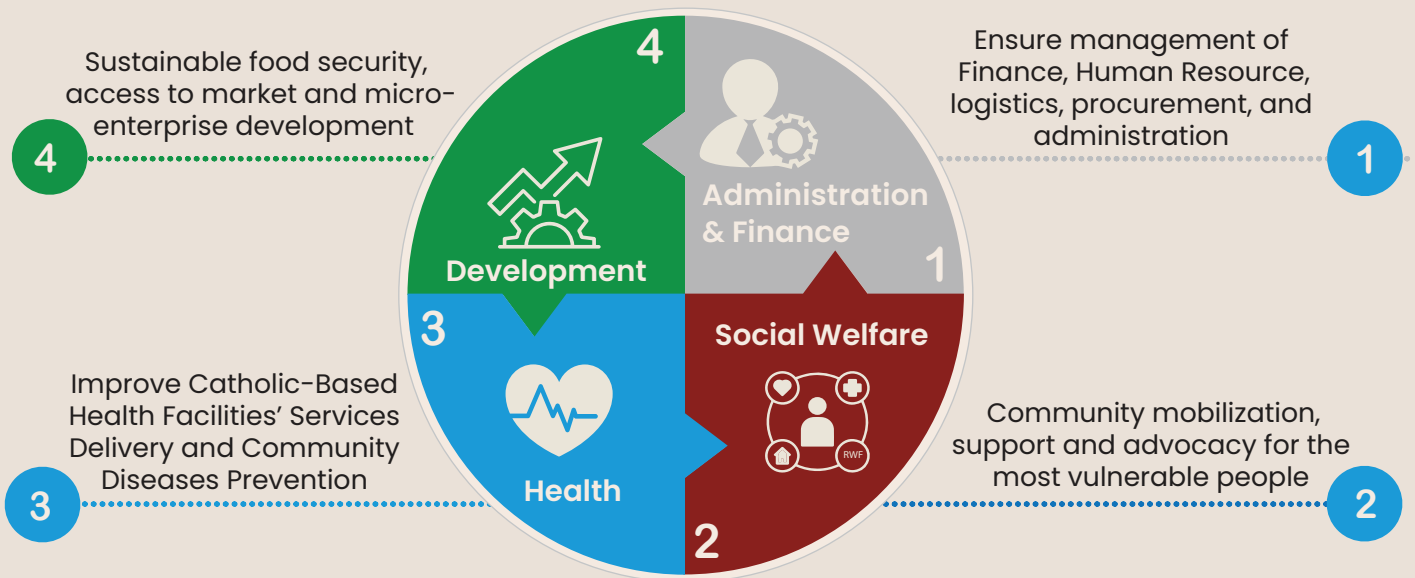 4
Sustainable food security,
access to market and micro-
enterprise development
4
Development
Administration
& Finance
1
Ensure management of
Finance, Human Resource,
logistics, procurement, and
administration
1
3
Health
Improve Catholic-Based
Health Facilities’ Services
Delivery and Community
Diseases Prevention
3
Social Welfare
RWF
2
Community mobilization,
support and advocacy for the
most vulnerable people
2